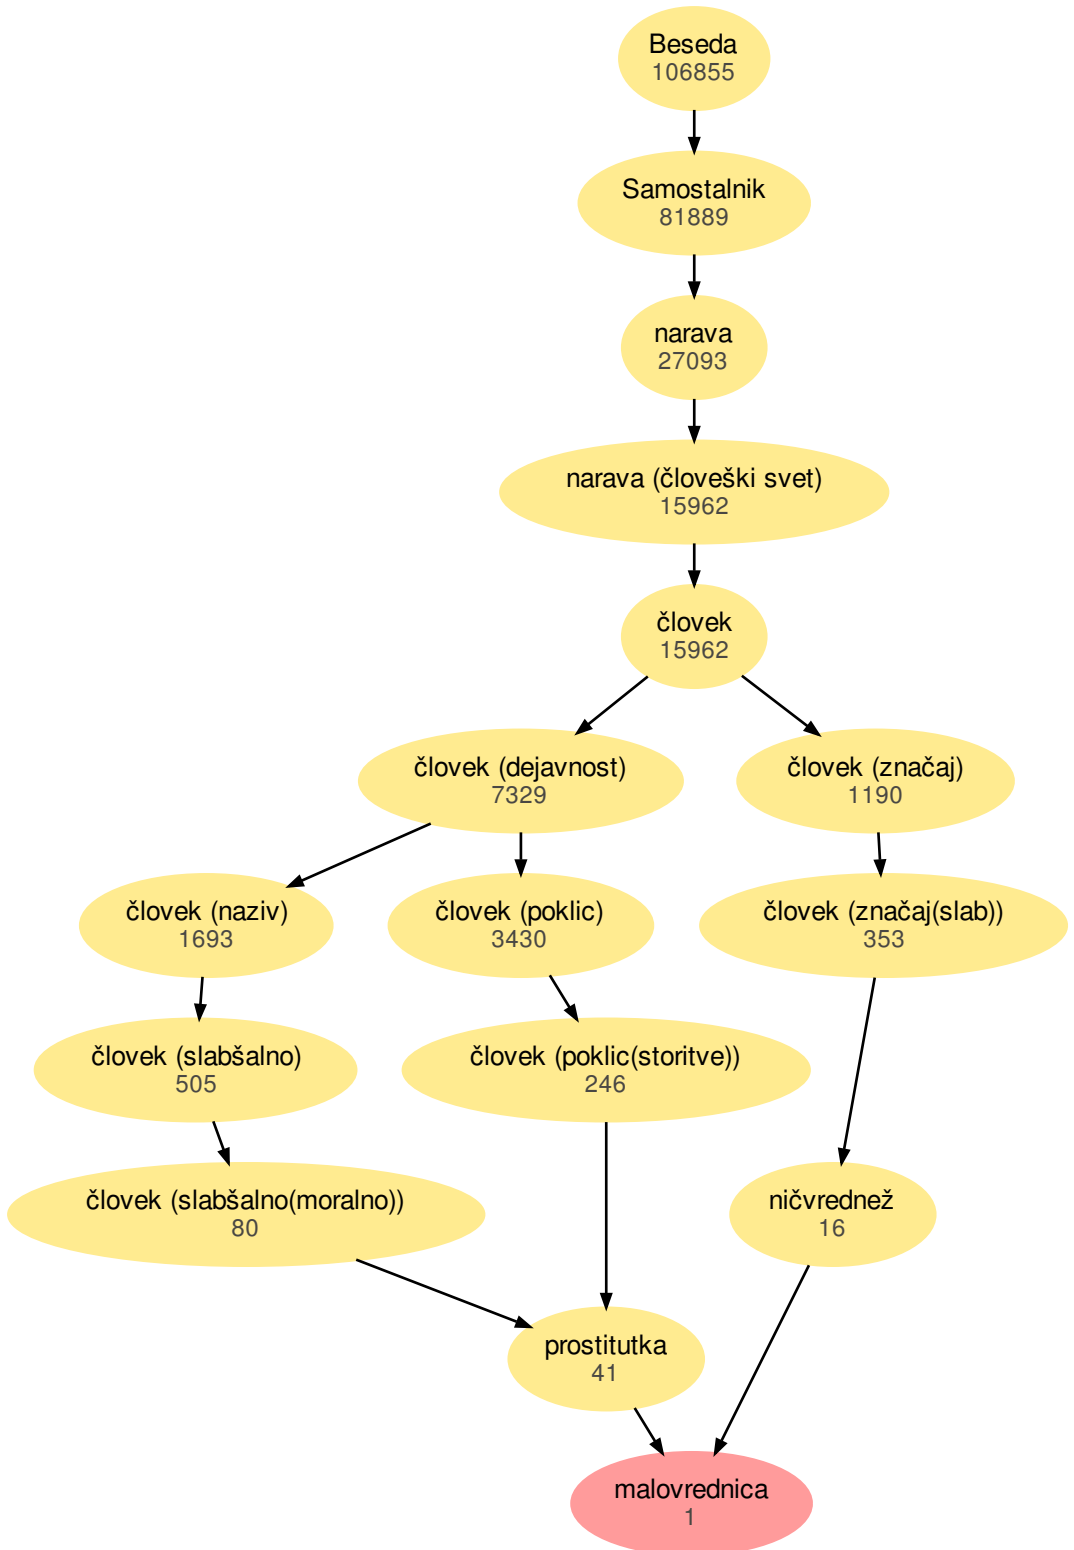 Beseda
106855
Samostalnik
81889
narava
27093
narava (človeški svet)
15962
človek
15962
človek (dejavnost)
7329
človek (značaj)
1190
človek (naziv)
1693
človek (poklic)
3430
človek (značaj(slab))
353
človek (slabšalno)
505
človek (poklic(storitve))
246
človek (slabšalno(moralno))
80
ničvrednež
16
prostitutka
41
malovrednica
1